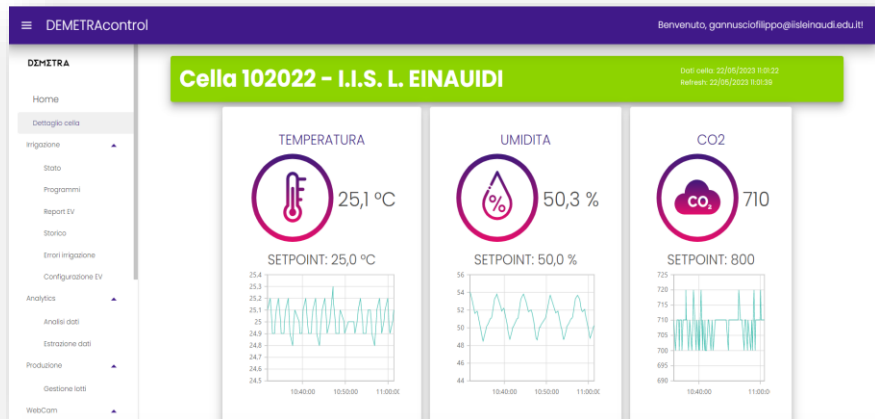 DEMETRAcontrol
Benvenuto, gannusciofilippo@iisleinaudi.edu.it!
DEMETRA
Home
Dettaglio cella
Irrigazione
Stato
Programmi
Report EV
Storico
Errori irrigazione
Configurazione EV
Analytics
Analisi dati
Estrazione dati
Produzione
Gestione lotti
WebCam
Cella 102022 - I.I.S. L. EINAUIDI
Dati cella: 22/05/2023 11:01:22
Refresh: 22/05/2023 11:01:39
TEMPERATURA
25,1 °C
SETPOINT: 25,0 °C
25.4
25.3
25.2
25.1
25
24.9
24.8
24.7
24.6
24.5
10:40:00 10:50:00 11:00:0
UMIDITA
%
50,3 %
SETPOINT: 50,0 %
56
54
52
50
48
46
44
10:40:00 10:50:00 11:00:00
CO2
CO₂
710
SETPOINT: 800
725
720
715
710
705
700
695
690
10:40:00 11:00:0